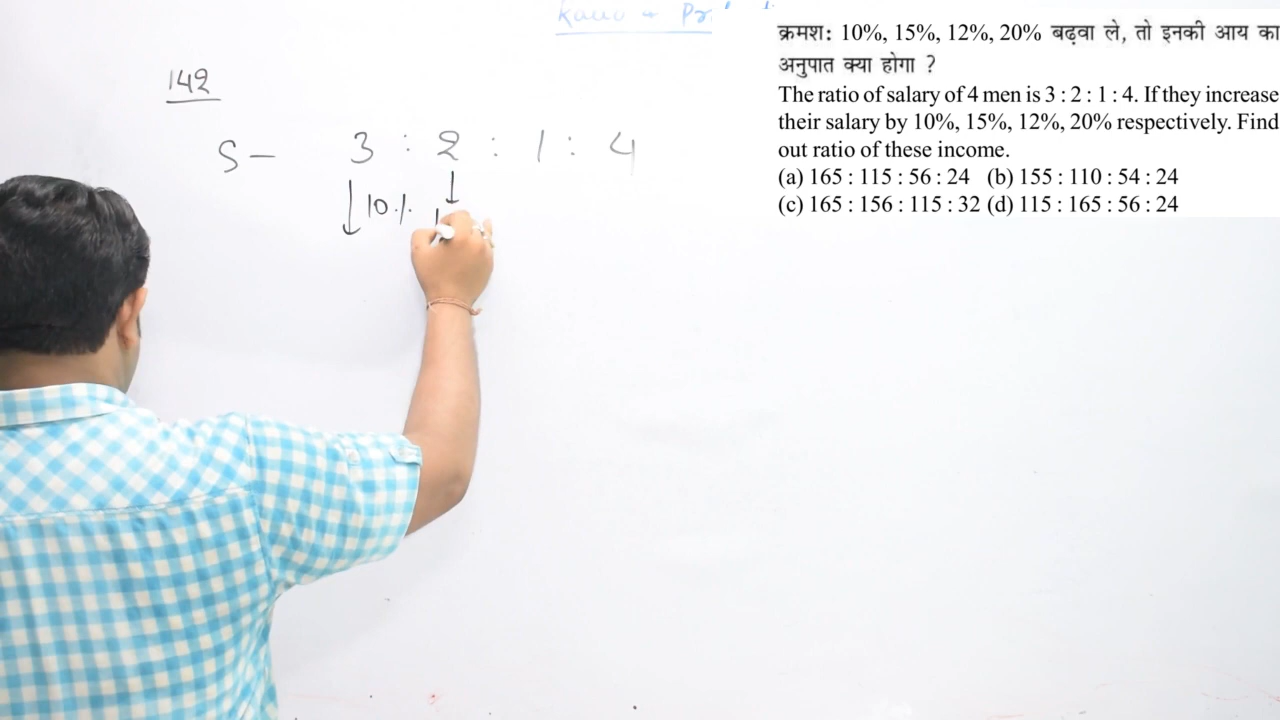 142
S- 3 : 2 : 1 : 4
10%
क्रमश: 10%, 15%, 12%, 20% बढ़वा ले, तो इनकी आय का
अनुपात क्या होगा ?
The ratio of salary of 4 men is 3 : 2 : 1 : 4. If they increase
their salary by 10%, 15%, 12%, 20% respectively. Find
out ratio of these income.
(a) 165 : 115 : 56 : 24 (b) 155 : 110 : 54 : 24
(c) 165 : 156 : 115 : 32 (d) 115 : 165 : 56 : 24